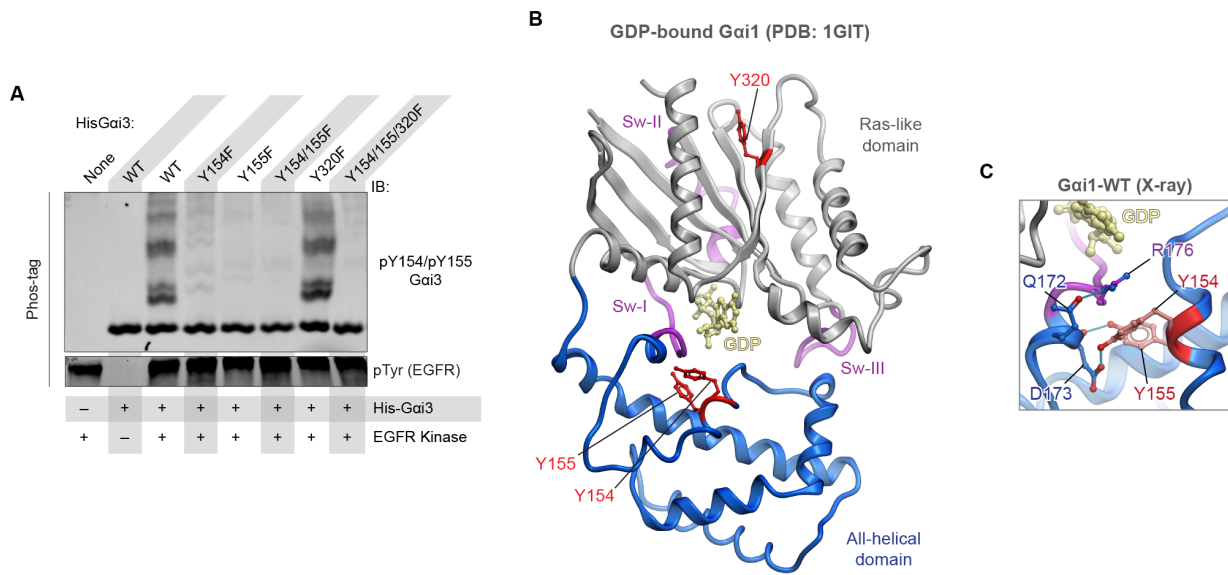 A
HisGαi3:
None
WT
WT
Y154F
Y155F
Y154/155F
Y320F
Y154/155/320F
IB:
Phos-tag
pY154/pY155
Gαi3
pTyr (EGFR)
– + + + + + + + His-Gαi3
+ – + + + + + + EGFR Kinase
B
GDP-bound Gαi1 (PDB: 1GIT)
Y320
Sw-II
Ras-like
domain
Sw-I
GDP
Sw-III
Y155
Y154
All-helical
domain
C
Gαi1-WT (X-ray)
GDP
R176
Q172
Y154
D173
Y155